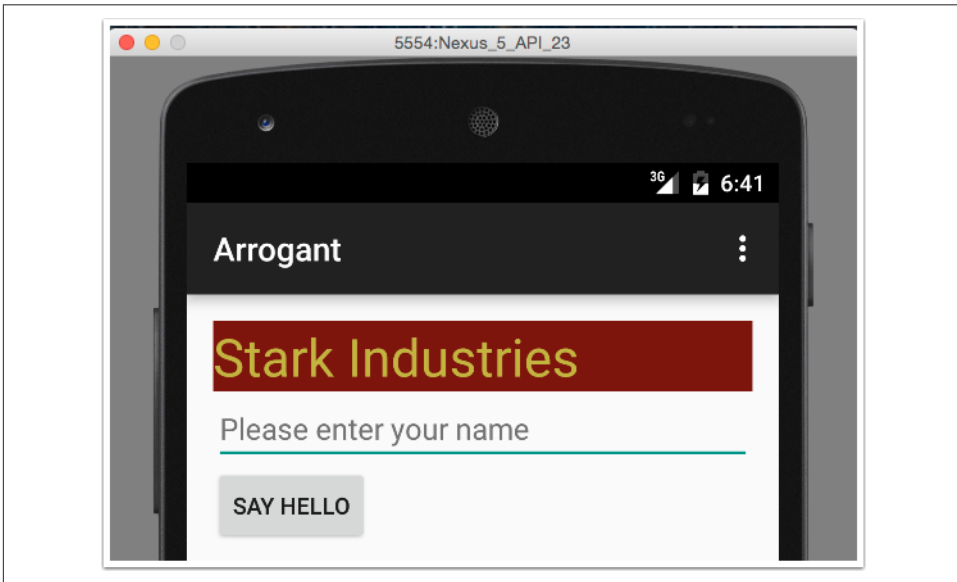 5554:Nexus_5_API_23
3G 6:41
Arrogant
Stark Industries
Please enter your name
SAY HELLO